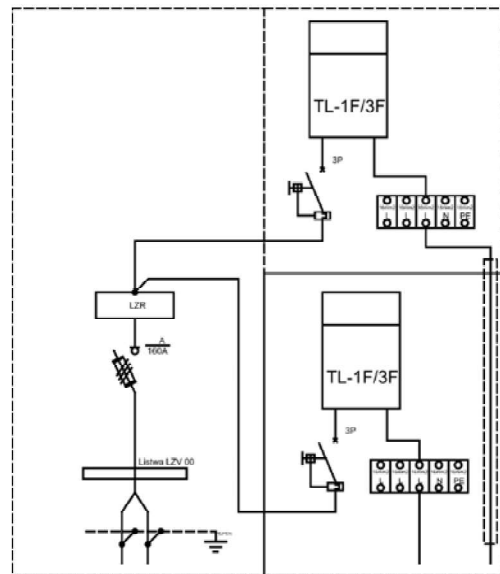 TL-1F/3F
3P
L L L N PE
LZR
A
160A
TL-1F/3F
3P
Listwa LZV 00
L L L N PE